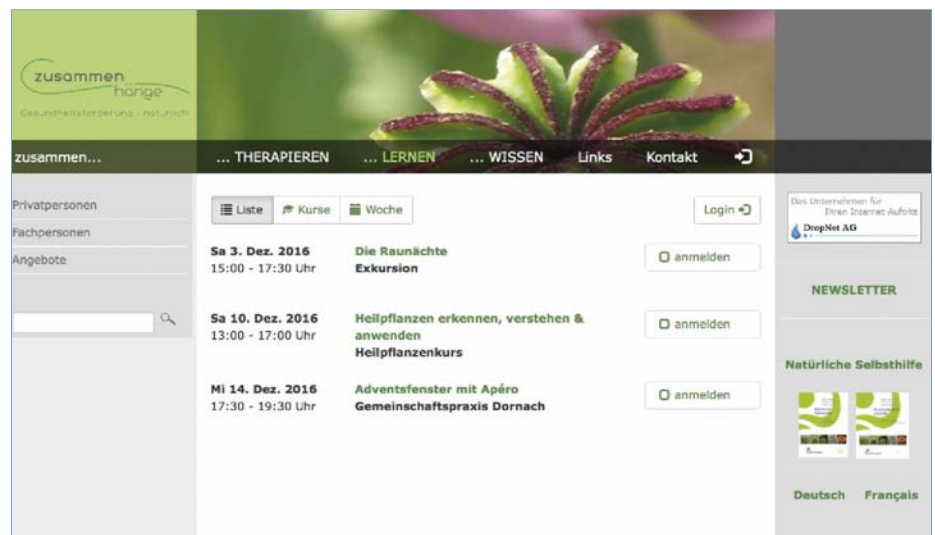 zusammen
hänge
Gesundheitsförderung - natürlich
zusammen...
... THERAPIEREN
... LERNEN
... WISSEN
Links
Kontakt
Privatpersonen
Fachpersonen
Angebote
Liste
Kurse
Woche
Login
Sa 3. Dez. 2016
15:00 - 17:30 Uhr
Die Raunächte
Exkursion
anmelden
Sa 10. Dez. 2016
13:00 - 17:00 Uhr
Heilpflanzen erkennen, verstehen &
anwenden
Heilpflanzenkurs
anmelden
Mi 14. Dez. 2016
17:30 - 19:30 Uhr
Adventsfenster mit Apéro
Gemeinschaftspraxis Dornach
anmelden
Das Unternehmen für
Ihren Internet-Auftritt
DropNet AG
NEWSLETTER
Natürliche Selbsthilfe
Deutsch
Français